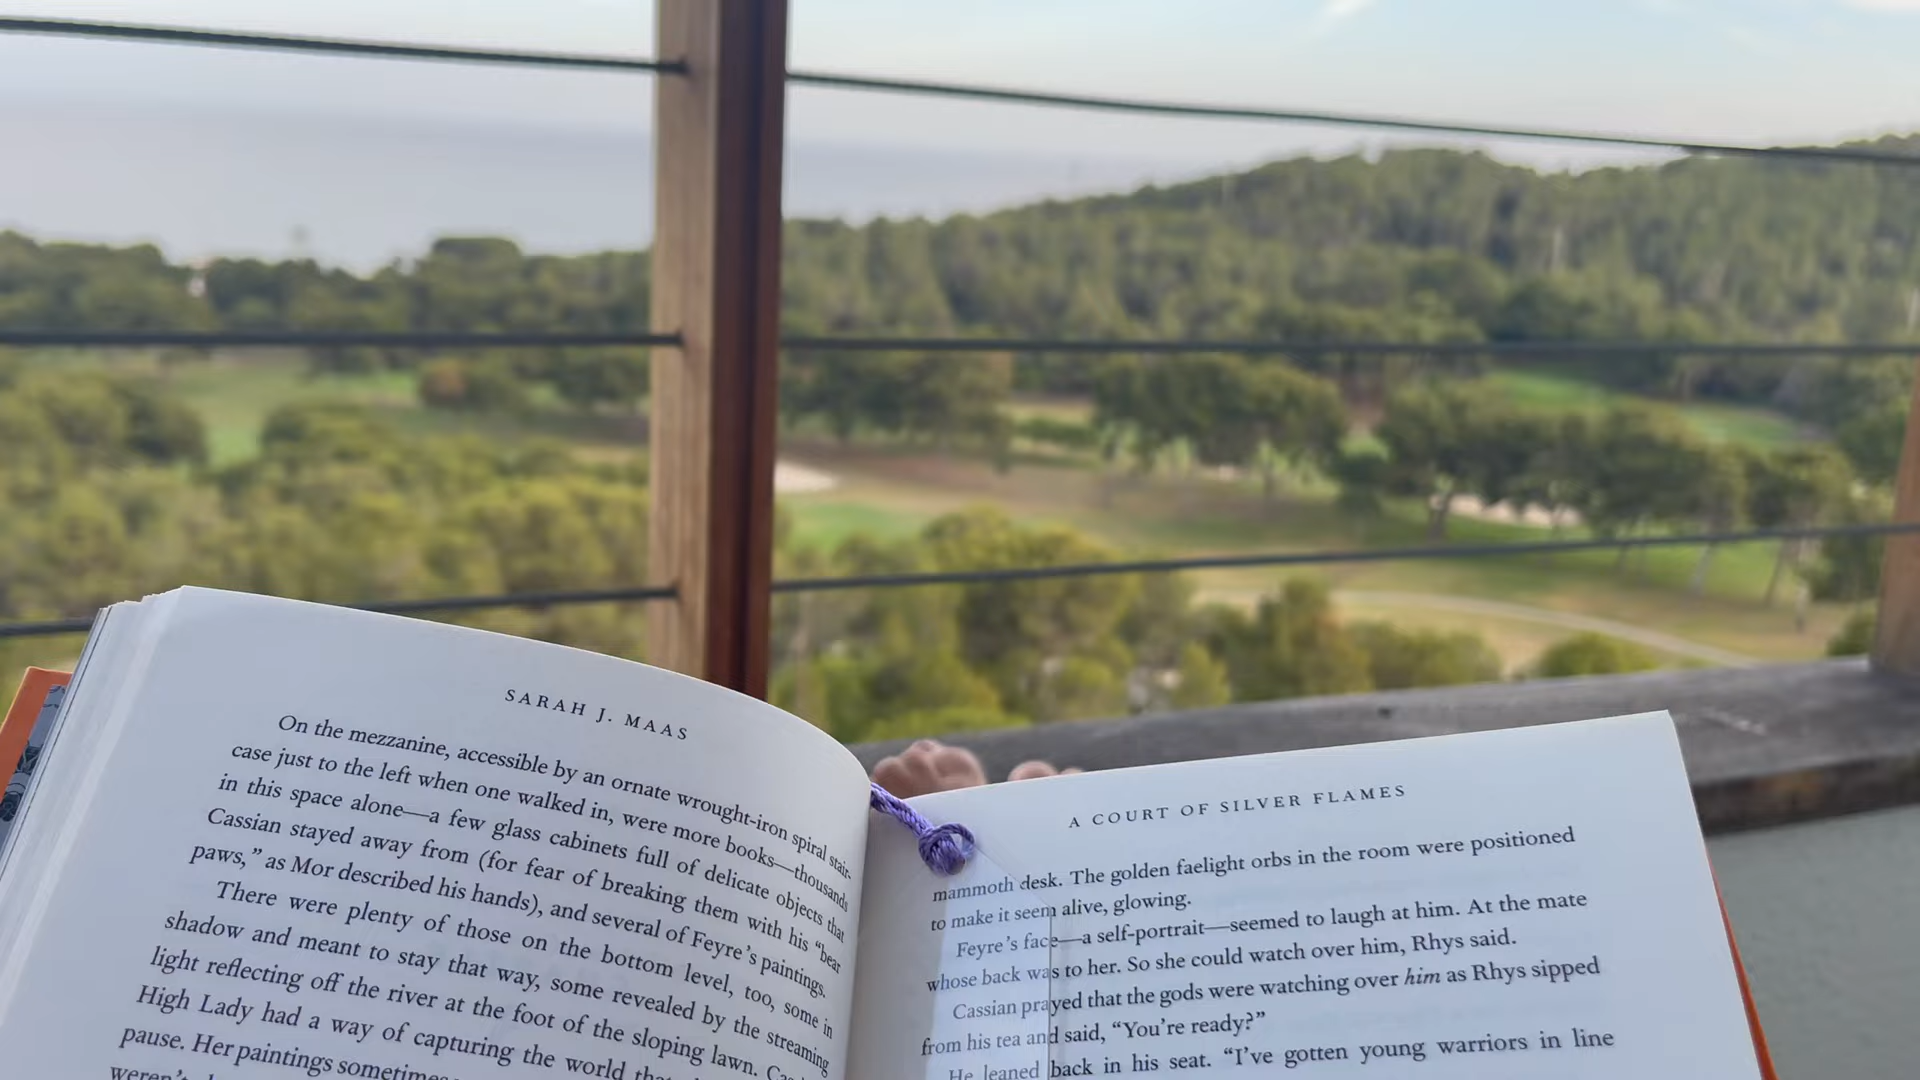 SARAH J. MAAS
On the mezzanine, accessible by an ornate wrought-iron spiral stair-
case just to the left when one walked in, were more books—thousands
in this space alone—a few glass cabinets full of delicate objects that
Cassian stayed away from (for fear of breaking them with his “bear
paws,” as Mor described his hands), and several of Feyre’s paintings.
There were plenty of those on the bottom level, too, some in
shadow and meant to stay that way, some revealed by the streaming
light reflecting off the river at the foot of the sloping lawn.
High Lady had a way of capturing the world
pause. Her paintings sometimes
A COURT OF SILVER FLAMES
mammoth desk. The golden faelight orbs in the room were positioned
to make it seem alive, glowing.
Feyre’s face—a self-portrait—seemed to laugh at him. At the mate
whose back was to her. So she could watch over him, Rhys said.
Cassian prayed that the gods were watching over him as Rhys sipped
from his tea and said, “You’re ready?”
He leaned back in his seat. “I’ve gotten young warriors in line